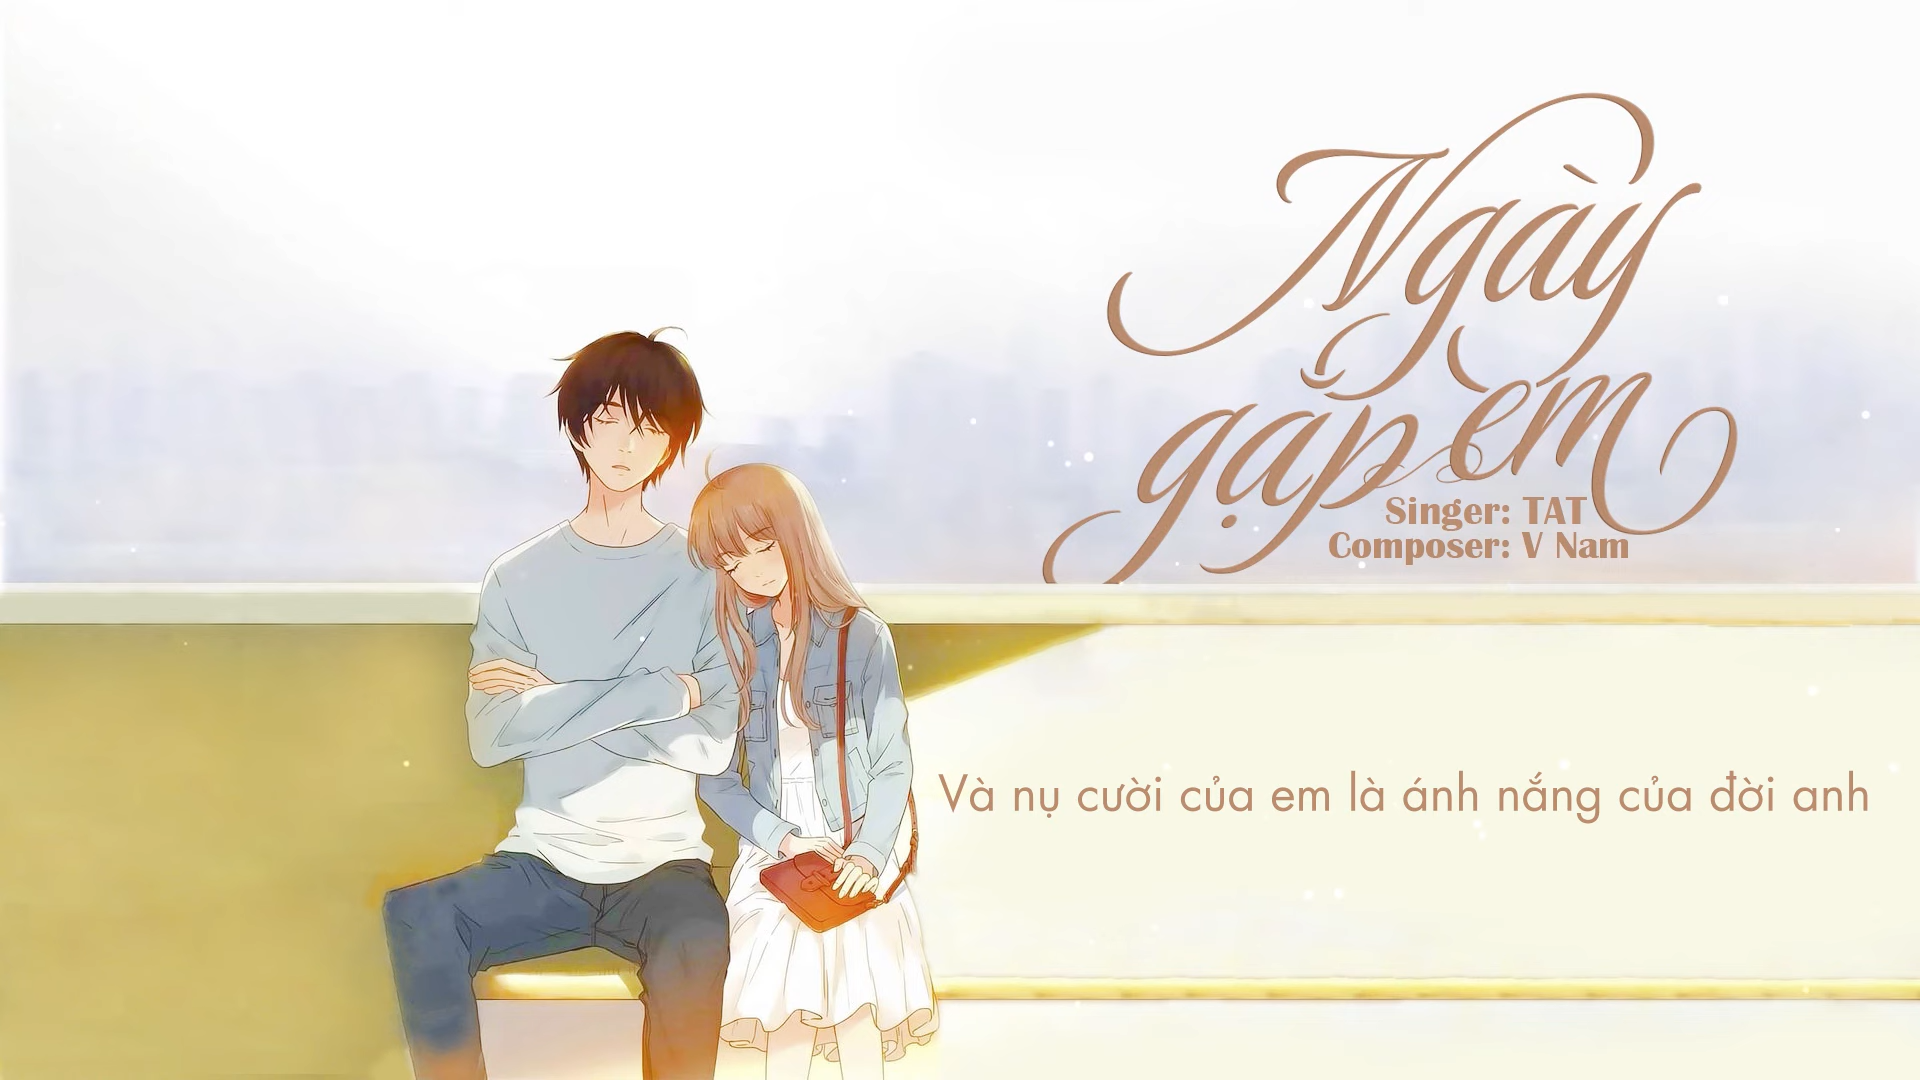 Ngày
gặp em
Singer: TAT
Composer: V Nam
Và nụ cười của em là ánh nắng của đời anh